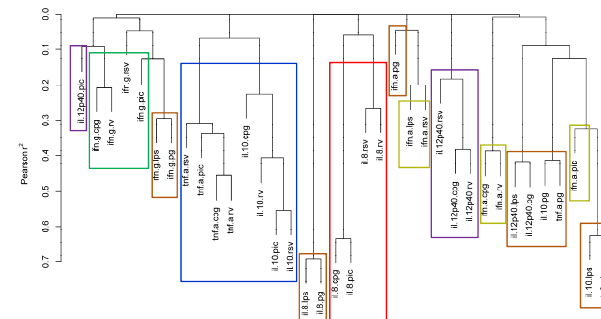 Pearson r²
0.0
0.1
0.2
0.3
0.4
0.5
0.6
0.7
il.12p40.pic
ifn.g.cpg
ifn.g.rv
ifr.g.rsv
ifn.g.pic
ifn.g.lps
ifn.g.pg
tnf.a.rsv
tnf.a.pic
tnf.a.cpg
tnf.a.rv
il.10.cpg
il.10.rv
il.10.pic
il.10.rsv
il.8.lps
il.8.pg
il.8.cpg
il.8.pic
il.8.rsv
il.8.rv
ifn.a.pg
ifn.a.lps
ifn.a.rsv
il.12p40.rsv
il.12p40.cpg
il.12p40.rv
ifn.a.cpg
ifn.a.rv
il.12p40.lps
il.12p40.pg
il.10.pg
tnf.a.pg
ifn.a.pic
il.10.lps